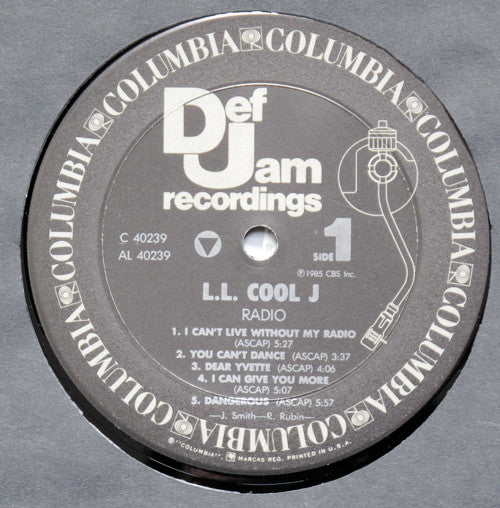 COLUMBIA COLUMBIA COLUMBIA COLUMBIA COLUMBIA COLUMBIA COLUMBIA COLUMBIA
Def
Jam
recordings
C 40239
AL 40239
SIDE 1
℗1985 CBS Inc.
L.L. COOL J
RADIO
1. I CAN'T LIVE WITHOUT MY RADIO
(ASCAP) 5:27
2. YOU CAN'T DANCE (ASCAP) 3:37
3. DEAR YVETTE (ASCAP) 4:06
4. I CAN GIVE YOU MORE
(ASCAP) 5:07
5. DANGEROUS (ASCAP) 5:57
—J. Smith—R. Rubin—
℗"COLUMBIA", MARCAS REG. PRINTED IN U.S.A.